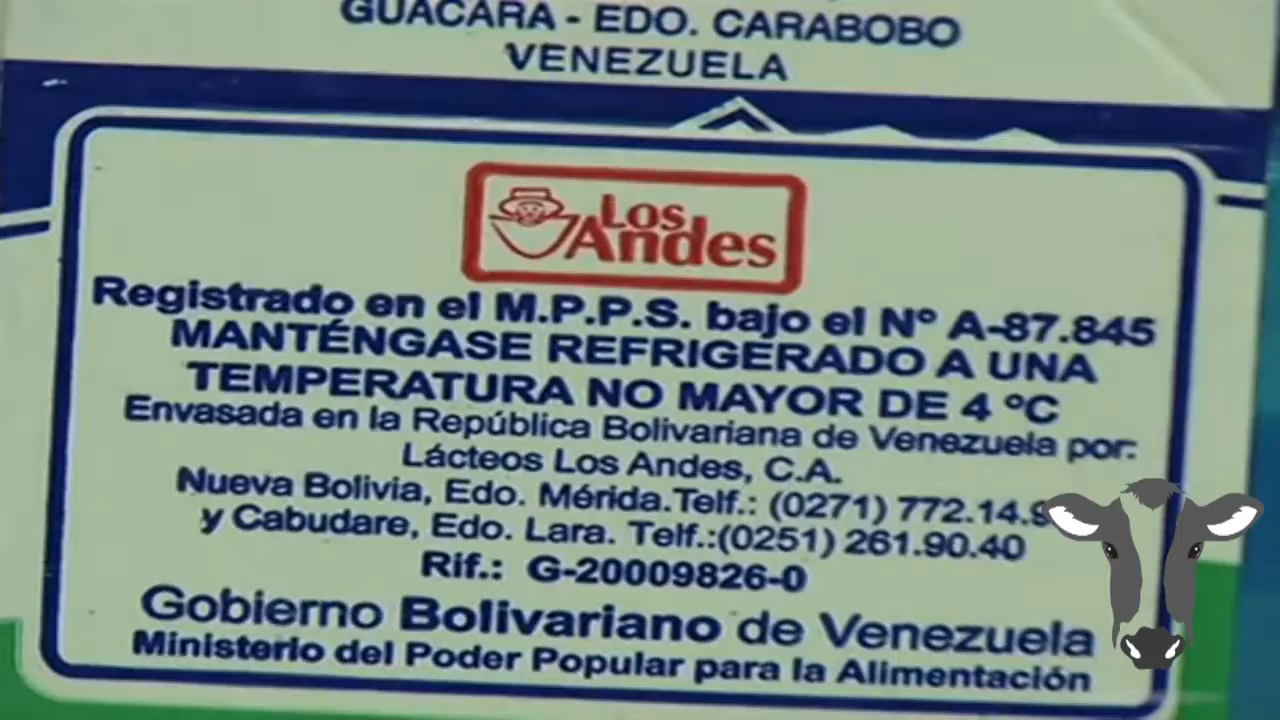 GUACARA - EDO. CARABOBO
VENEZUELA
Los
Andes
Registrado en el M.P.P.S. bajo el Nº A-87.845
MANTÉNGASE REFRIGERADO A UNA
TEMPERATURA NO MAYOR DE 4 ºC
Envasada en la República Bolivariana de Venezuela por:
Lácteos Los Andes, C.A.
Nueva Bolivia, Edo. Mérida.Telf.: (0271)
y Cabudare, Edo. Lara. Telf.:(0251) 261.90.40
Rif.: G-20009826-0
Gobierno Bolivariano de Venezuela
Ministerio del Poder Popular para la Alimentación